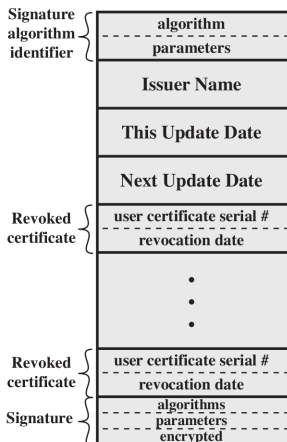 Signature
algorithm
identifier
algorithm
parameters
Issuer Name
This Update Date
Next Update Date
Revoked
certificate
user certificate serial #
revocation date
Revoked
certificate
user certificate serial #
revocation date
Signature
algorithms
parameters
encrypted